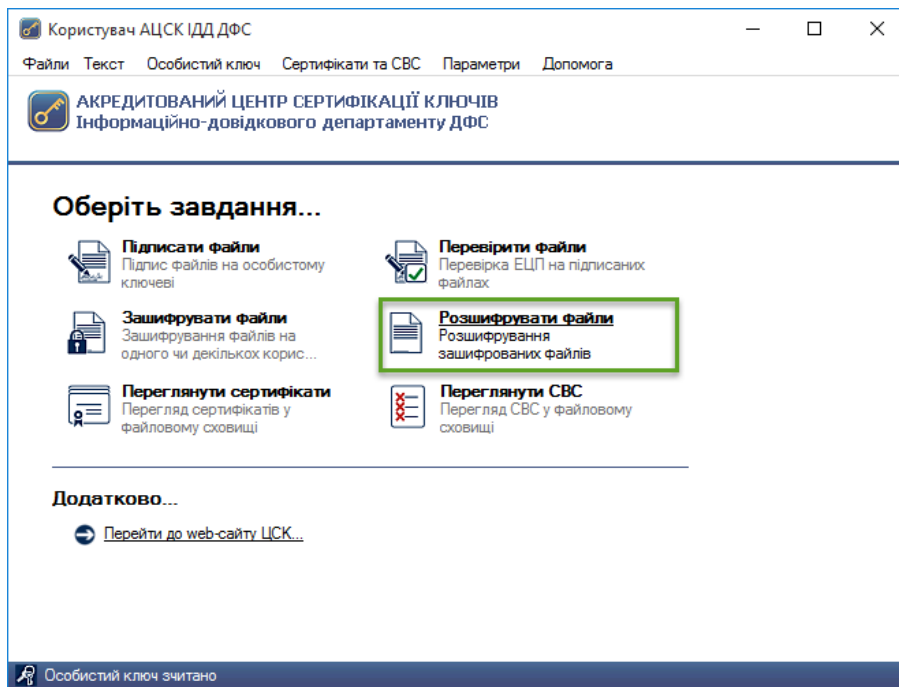 Користувач АЦСК ІДД ДФС
Файли Текст Особистий ключ Сертифікати та СВС Параметри Допомога
АКРЕДИТОВАНИЙ ЦЕНТР СЕРТИФІКАЦІЇ КЛЮЧІВ
Інформаційно-довідкового департаменту ДФС
Оберіть завдання...
Підписати файли
Підпис файлів на особистому
ключеві
Перевірити файли
Перевірка ЕЦП на підписаних
файлах
Зашифрувати файли
Зашифрування файлів на
одного чи декількох корис...
Розшифрувати файли
Розшифрування
зашифрованих файлів
Переглянути сертифікати
Перегляд сертифікатів у
файловому сховищі
Переглянути СВС
Перегляд СВС у файловому
сховищі
Додатково...
Перейти до web-сайту ЦСК...
Особистий ключ зчитано